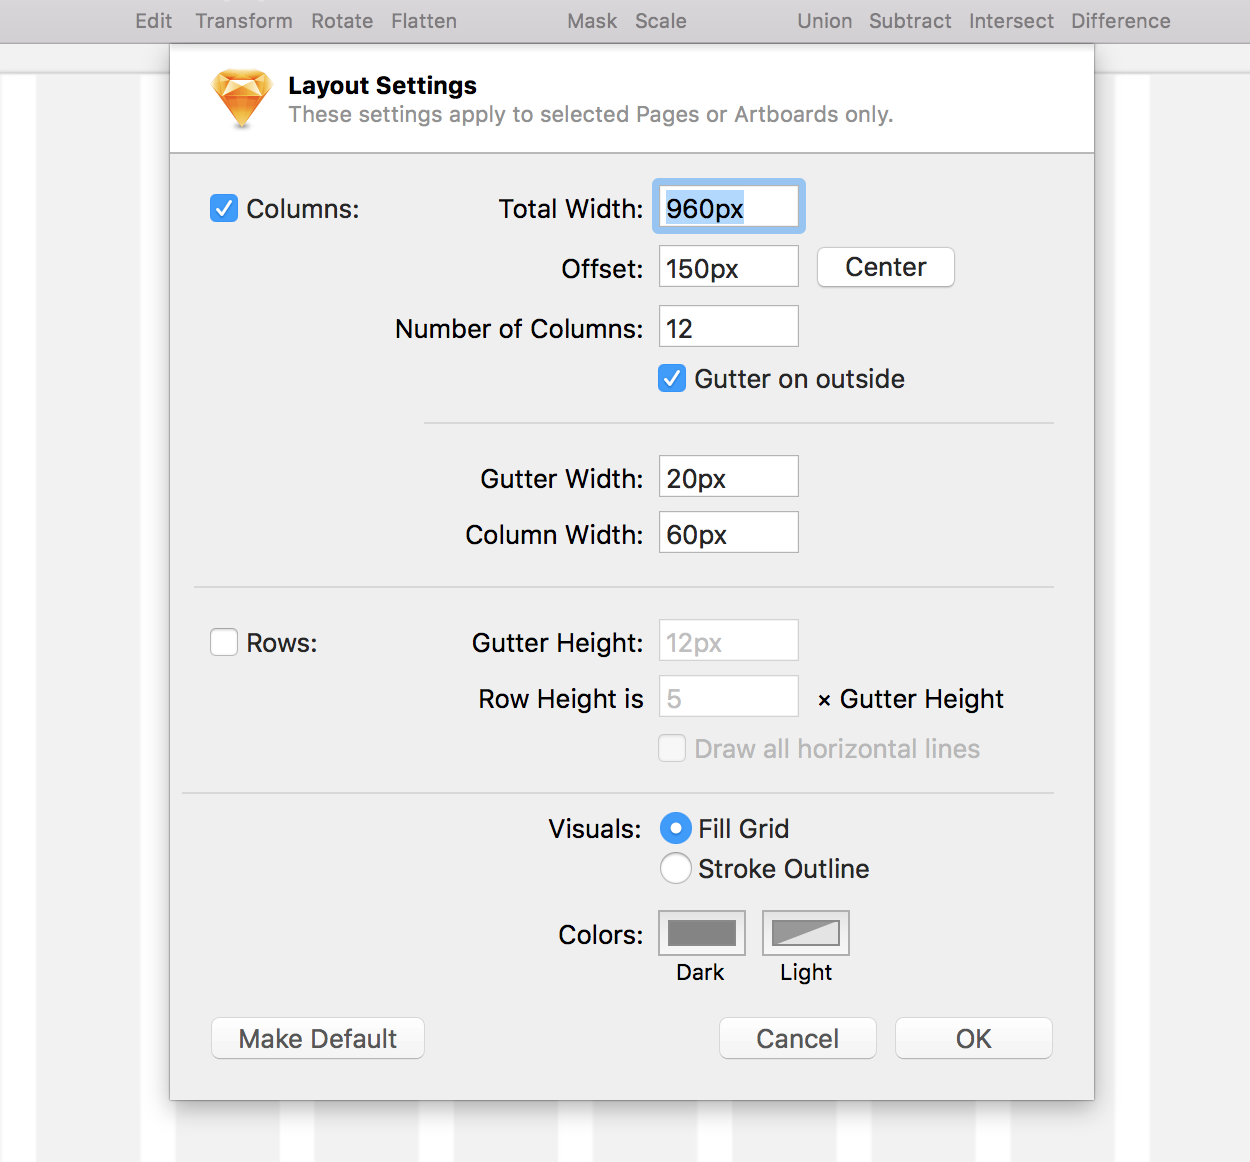 Edit Transform Rotate Flatten Mask Scale Union Subtract Intersect Difference
Layout Settings
These settings apply to selected Pages or Artboards only.
Columns: Total Width: 960px
Offset: 150px Center
Number of Columns: 12
Gutter on outside
Gutter Width: 20px
Column Width: 60px
Rows: Gutter Height: 12px
Row Height is 5 × Gutter Height
Draw all horizontal lines
Visuals: Fill Grid
Stroke Outline
Colors:
Dark Light
Make Default Cancel OK